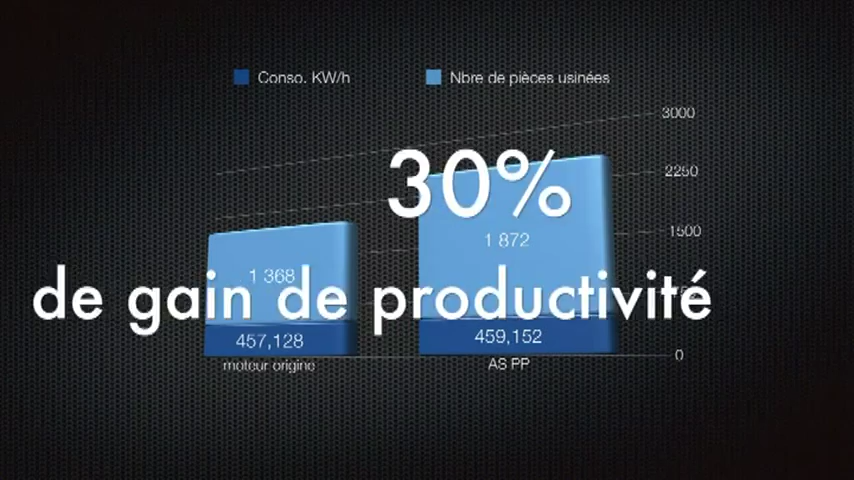 Conso. KW/h
Nbre de pièces usinées
3000
30%
2250
1500
1 872
1 368
de gain de productivité
457,128
459,152
0
moteur origine
AS PP